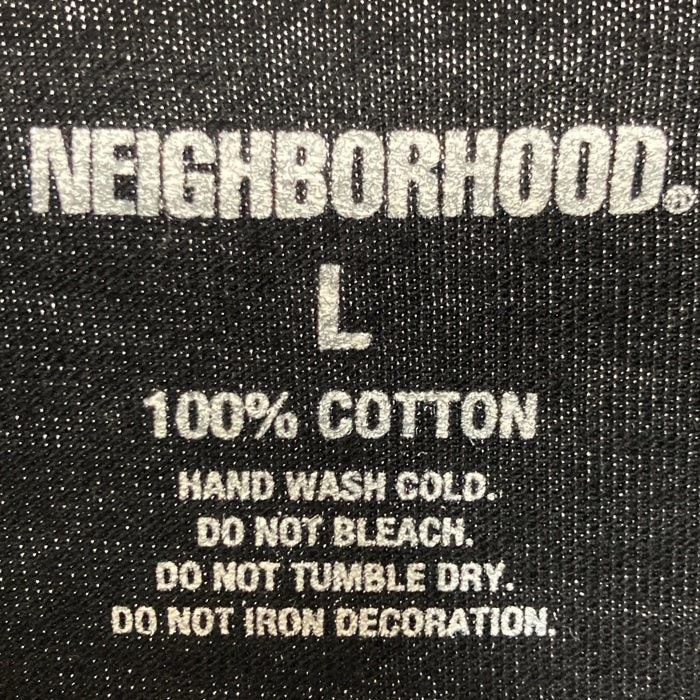 NEIGHBORHOOD®
L
100% COTTON
HAND WASH COLD.
DO NOT BLEACH.
DO NOT TUMBLE DRY.
DO NOT IRON DECORATION.